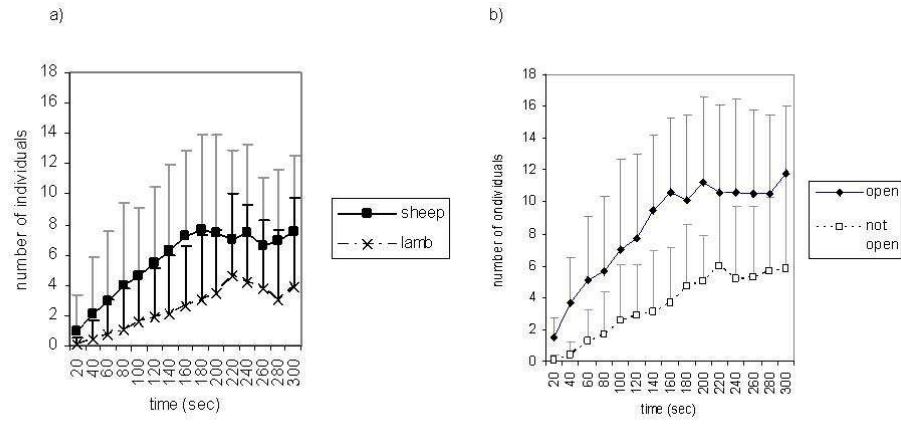 a)
18
16
14
12
10
8
6
4
2
0
number of individuals
20 40 60 80 100 120 140 160 180 200 220 240 260 280 300
time (sec)
sheep
lamb
b)
18
16
14
12
10
8
6
4
2
0
number of ondividuals
20 40 60 80 100 120 140 160 180 200 220 240 260 280 300
time (sec)
open
not
open